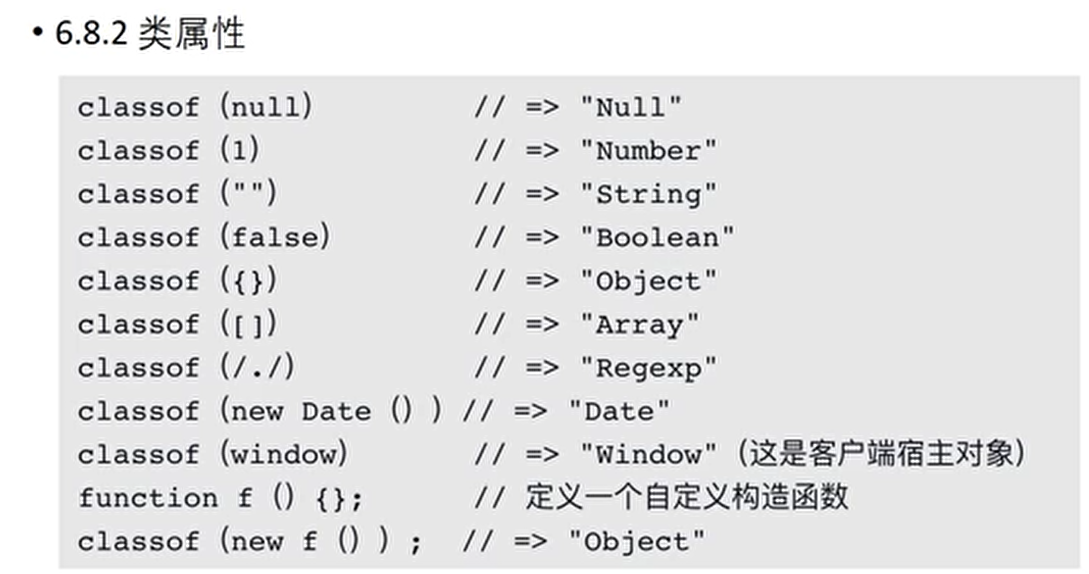 • 6.8.2 类属性
classof (null) // => "Null"
classof (1) // => "Number"
classof ("") // => "String"
classof (false) // => "Boolean"
classof ({}) // => "Object"
classof ([]) // => "Array"
classof (/./) // => "Regexp"
classof (new Date () ) // => "Date"
classof (window) // => "Window" (这是客户端宿主对象)
function f () {}; // 定义一个自定义构造函数
classof (new f () ) ; // => "Object"